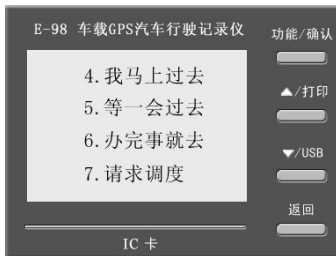 E-98 车载GPS汽车行驶记录仪
功能/确认
4.我马上过去
5.等一会过去
6.办完事就去
7.请求调度
▲/打印
▼/USB
返回
IC 卡